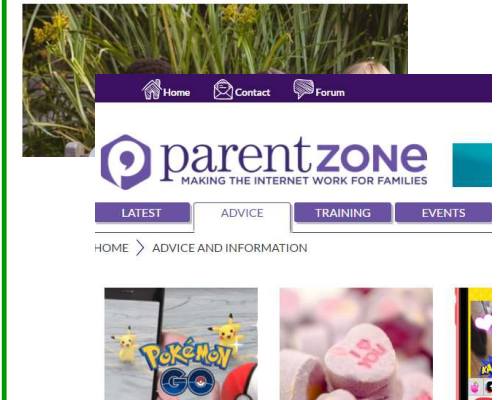 Home Contact Forum
parentzone
MAKING THE INTERNET WORK FOR FAMILIES
LATEST ADVICE TRAINING EVENTS
HOME > ADVICE AND INFORMATION
POKéMON
GO